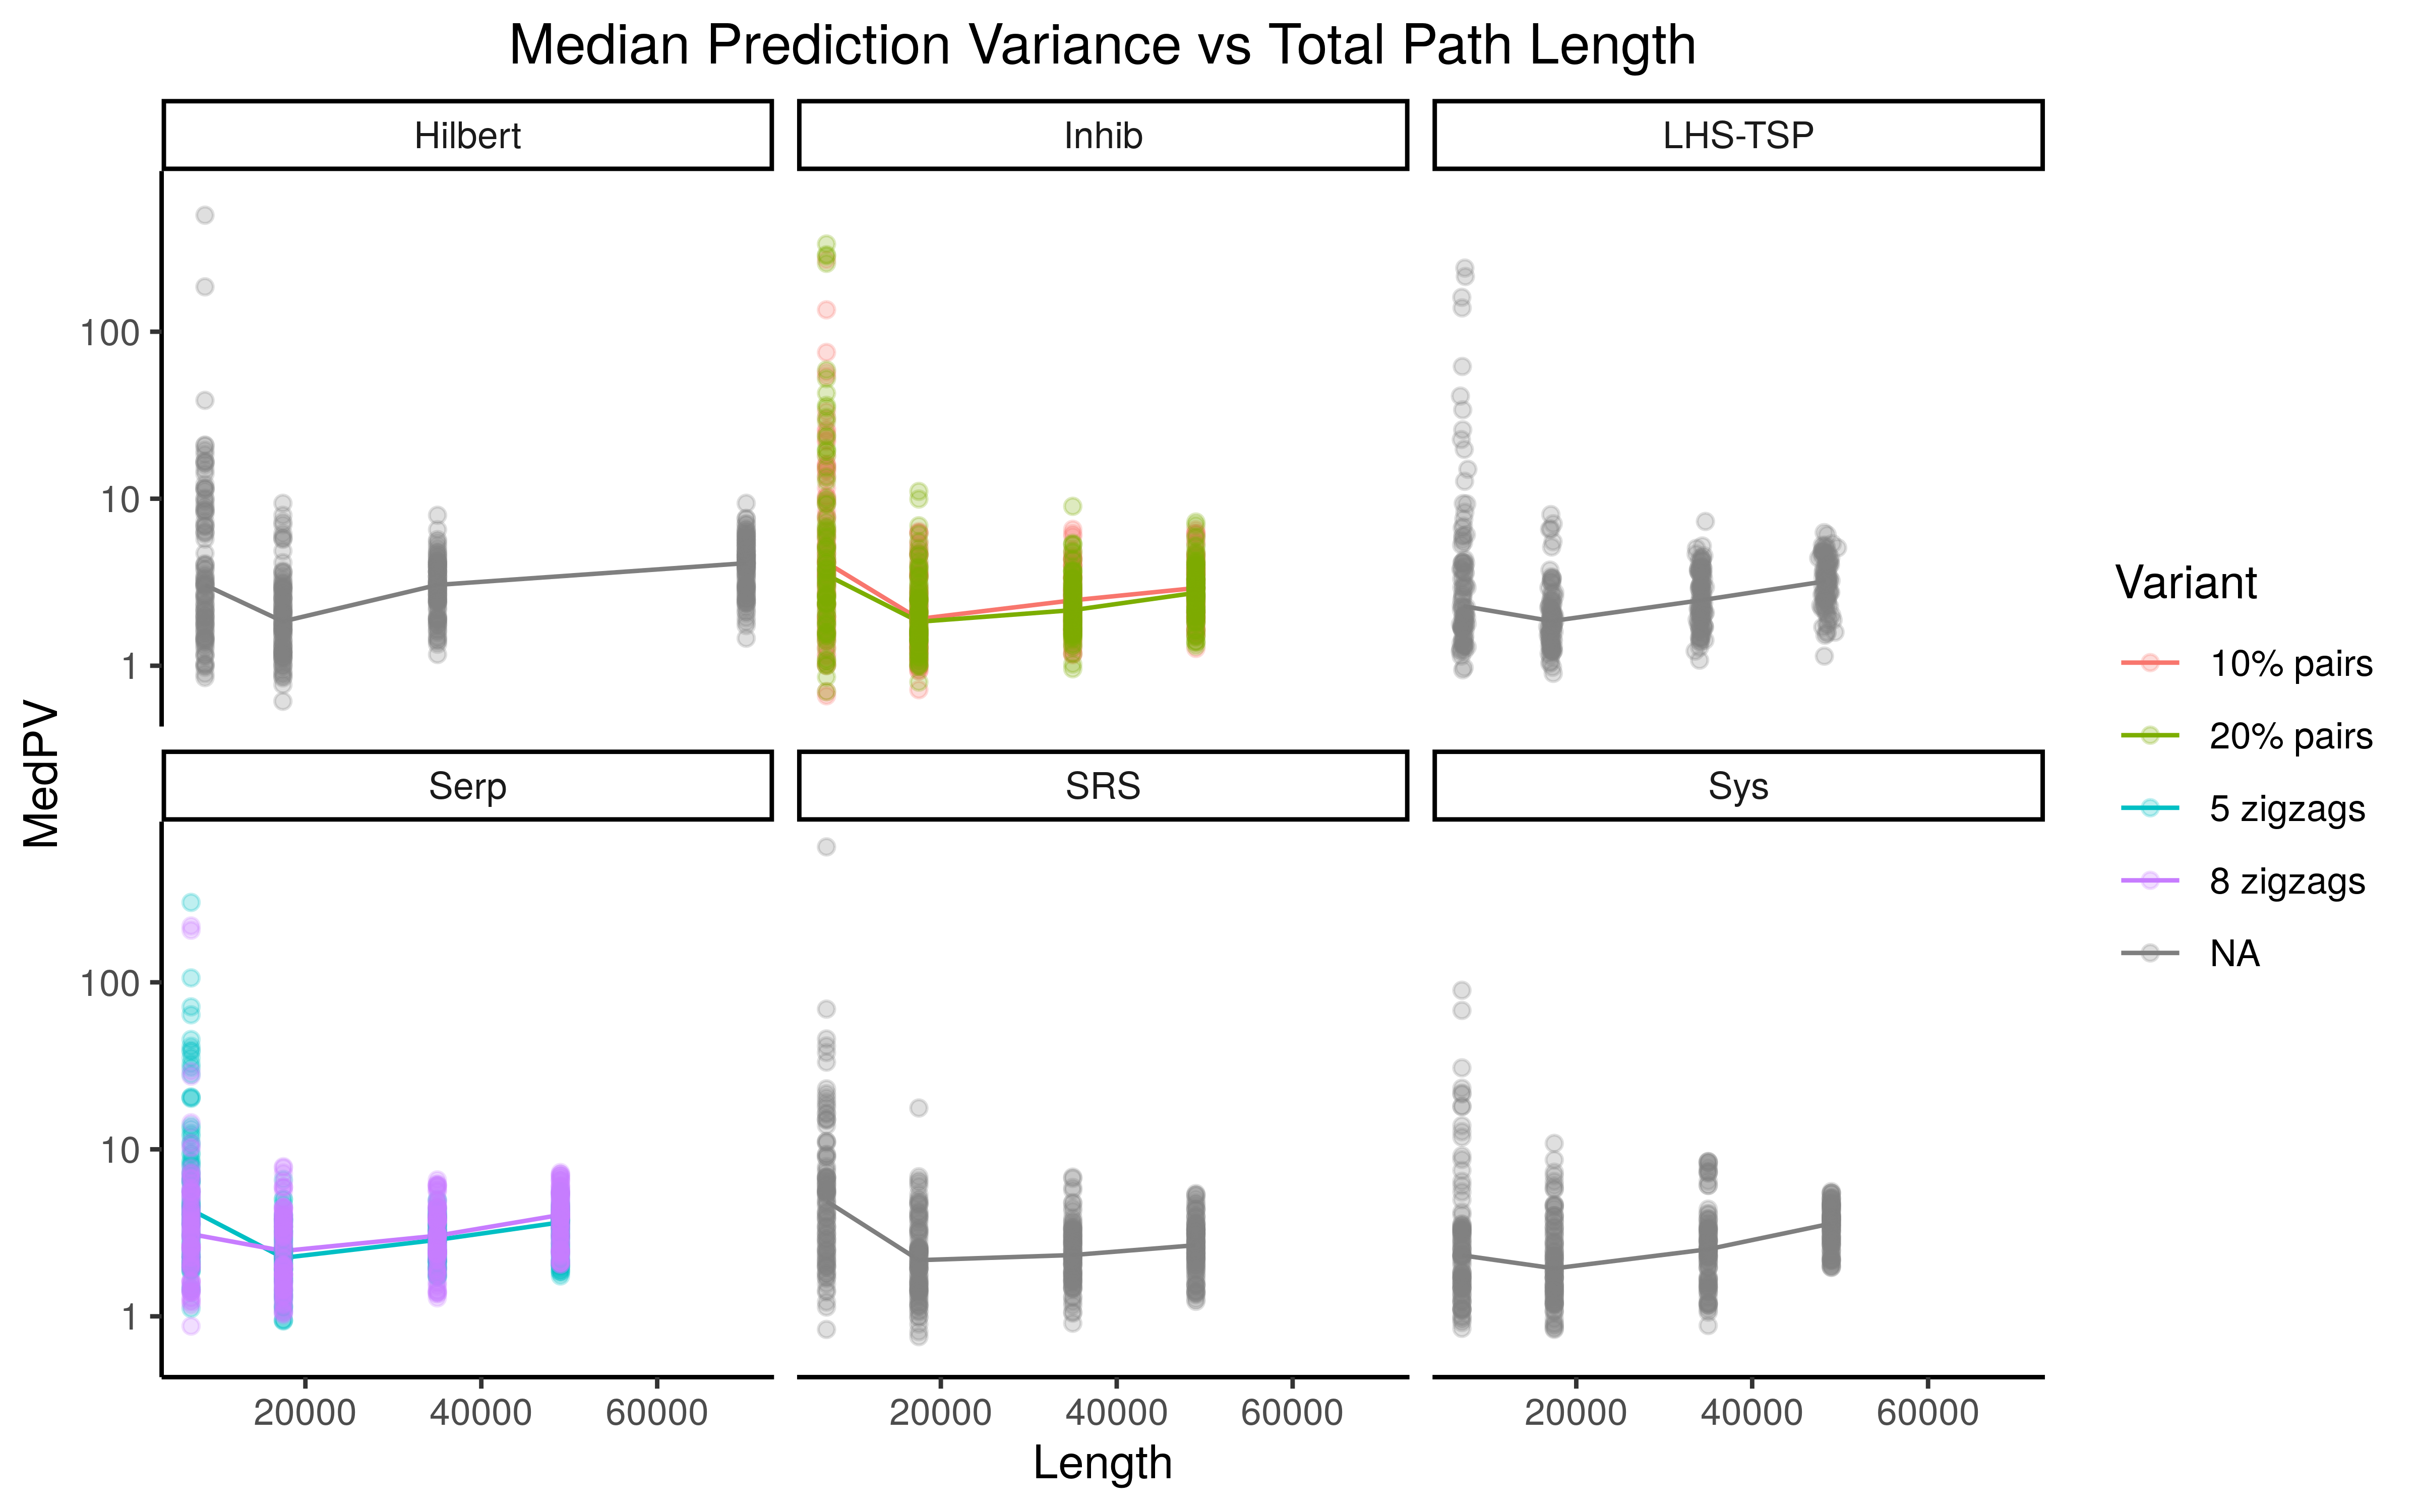 Median Prediction Variance vs Total Path Length
Hilbert
Inhib
LHS-TSP
100
10
1
Serp
SRS
Sys
100
10
1
MedPV
20000 40000 60000
20000 40000 60000
20000 40000 60000
Length
Variant
10% pairs
20% pairs
5 zigzags
8 zigzags
NA